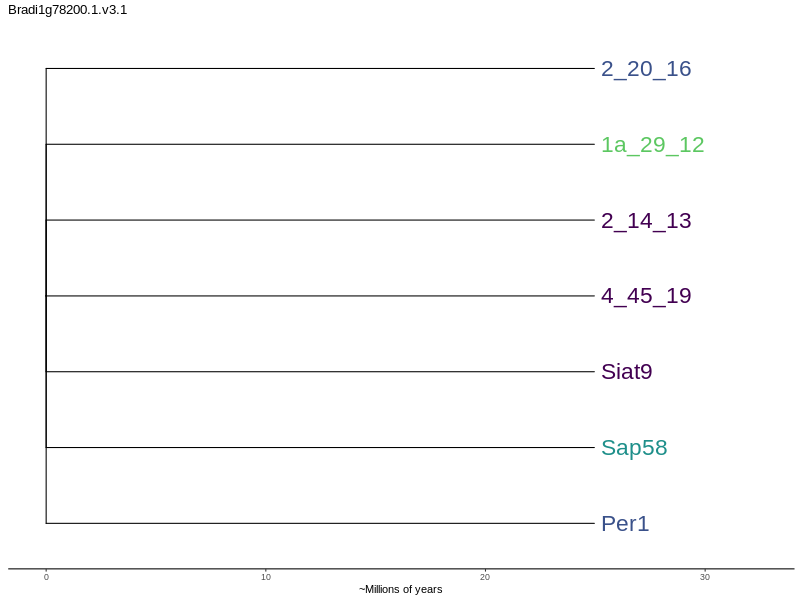 Bradi1g78200.1.v3.1
2_20_16
1a_29_12
2_14_13
4_45_19
Siat9
Sap58
Per1
0 10 20 30
~Millions of years